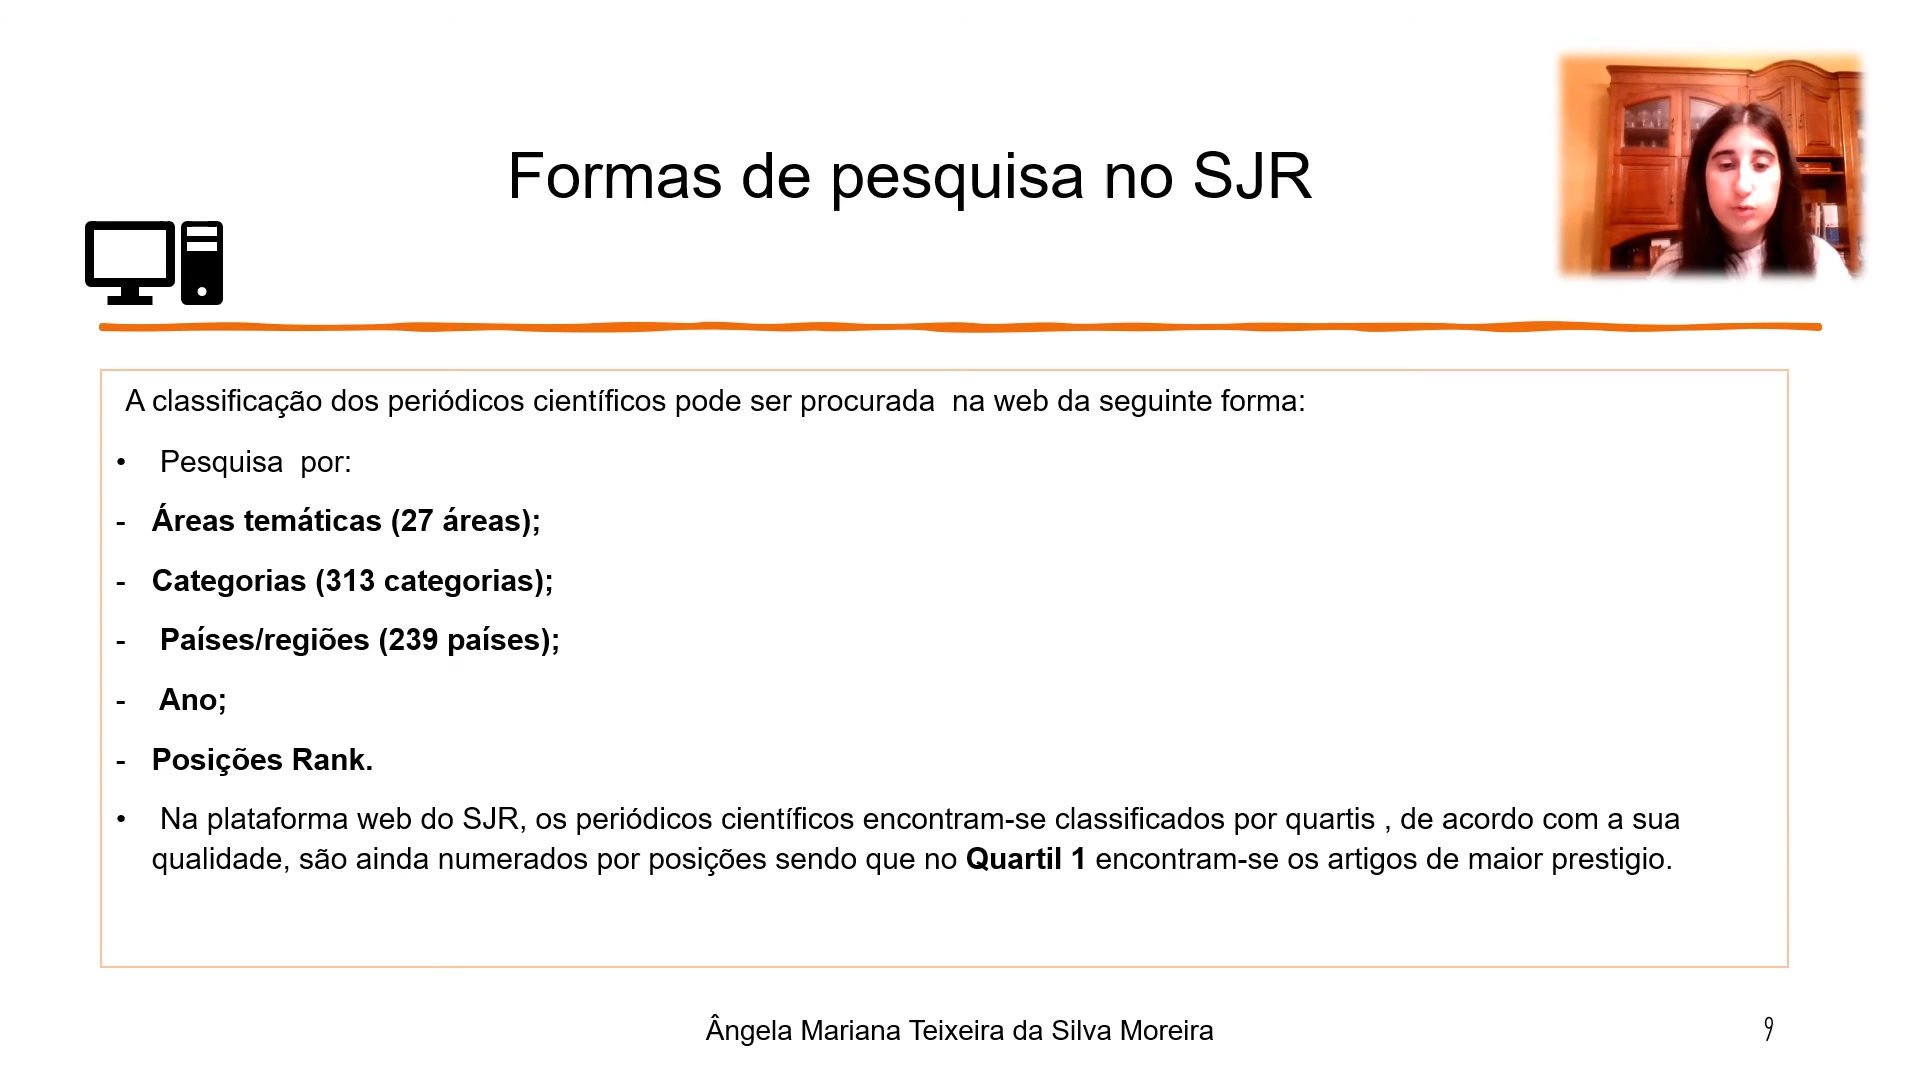 Formas de pesquisa no SJR
A classificação dos periódicos científicos pode ser procurada  na web da seguinte forma:
•  Pesquisa  por:
- Áreas temáticas (27 áreas);
- Categorias (313 categorias);
-  Países/regiões (239 países);
-  Ano;
- Posições Rank.
•  Na plataforma web do SJR, os periódicos científicos encontram-se classificados por quartis , de acordo com a sua
qualidade, são ainda numerados por posições sendo que no Quartil 1 encontram-se os artigos de maior prestigio.
Ângela Mariana Teixeira da Silva Moreira
9